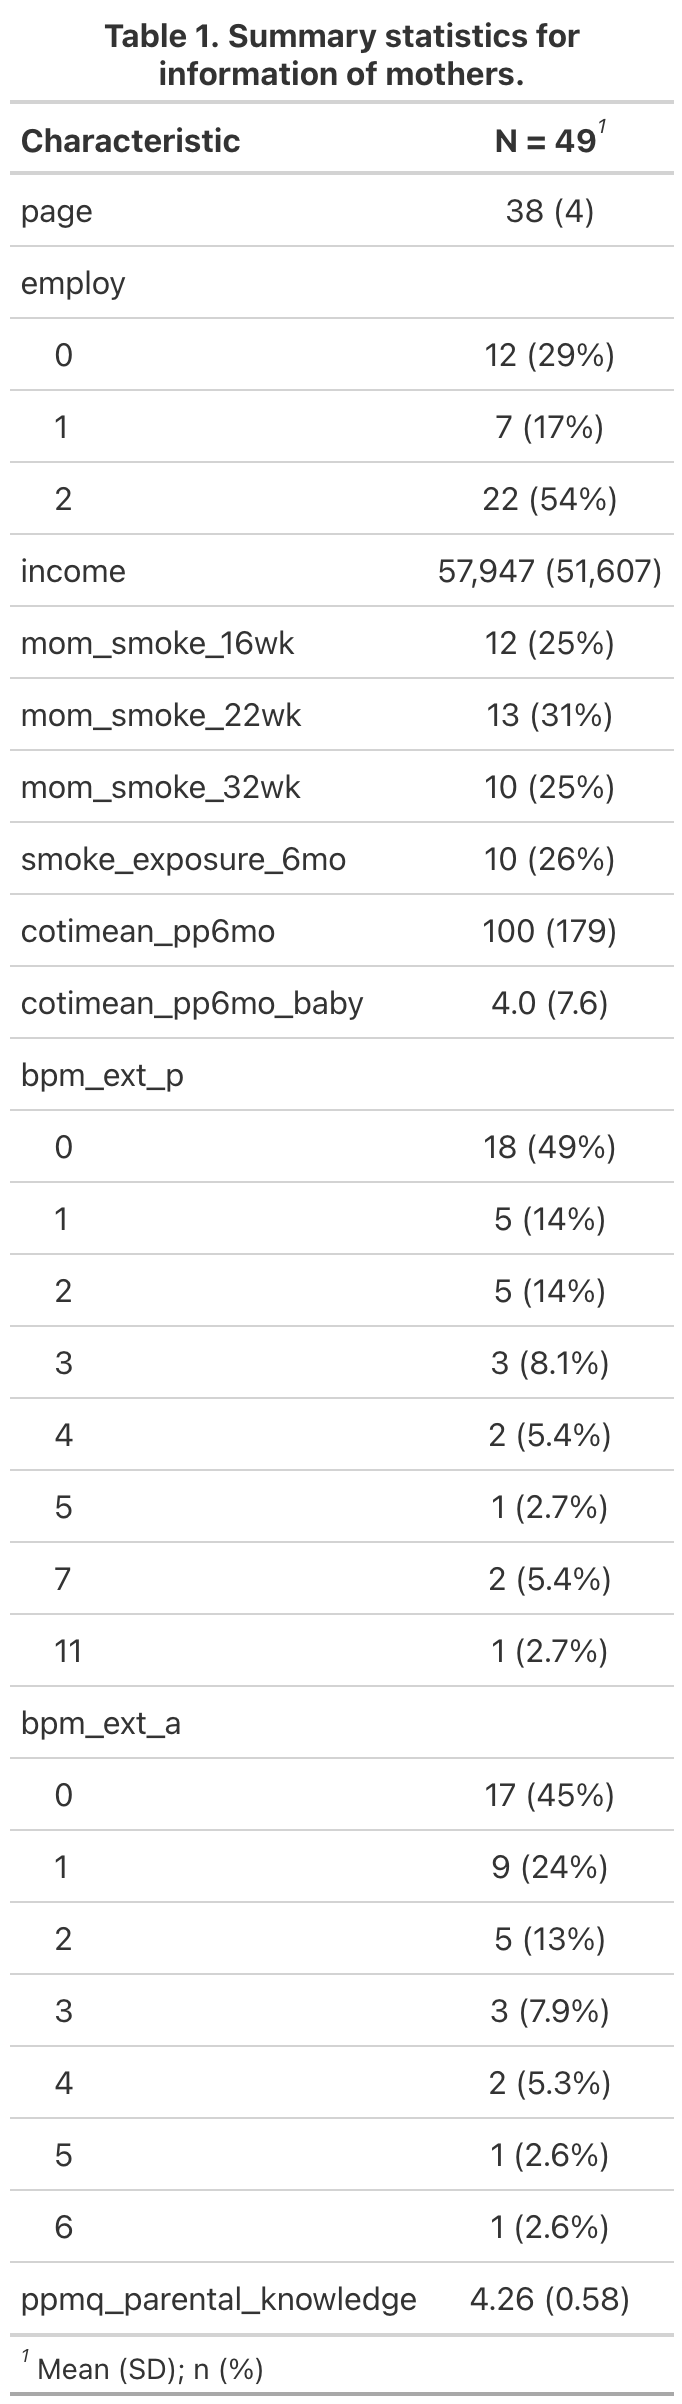 Table 1. Summary statistics for
information of mothers.
Characteristic N = 49¹
page 38 (4)
employ
0 12 (29%)
1 7 (17%)
2 22 (54%)
income 57,947 (51,607)
mom_smoke_16wk 12 (25%)
mom_smoke_22wk 13 (31%)
mom_smoke_32wk 10 (25%)
smoke_exposure_6mo 10 (26%)
cotimean_pp6mo 100 (179)
cotimean_pp6mo_baby 4.0 (7.6)
bpm_ext_p
0 18 (49%)
1 5 (14%)
2 5 (14%)
3 3 (8.1%)
4 2 (5.4%)
5 1 (2.7%)
7 2 (5.4%)
11 1 (2.7%)
bpm_ext_a
0 17 (45%)
1 9 (24%)
2 5 (13%)
3 3 (7.9%)
4 2 (5.3%)
5 1 (2.6%)
6 1 (2.6%)
ppmq_parental_knowledge 4.26 (0.58)
¹ Mean (SD); n (%)